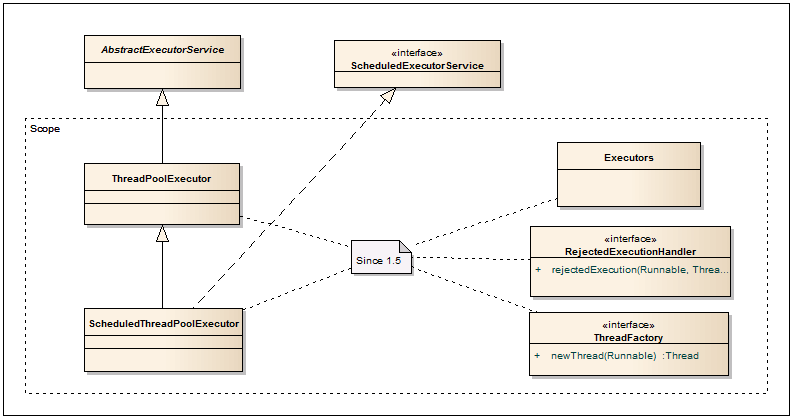 AbstractExecutorService
«interface»
ScheduledExecutorService
Scope
ThreadPoolExecutor
Executors
«interface»
RejectedExecutionHandler
+ rejectedExecution(Runnable, Threa...
Since 1.5
ScheduledThreadPoolExecutor
«interface»
ThreadFactory
+ newThread(Runnable) :Thread